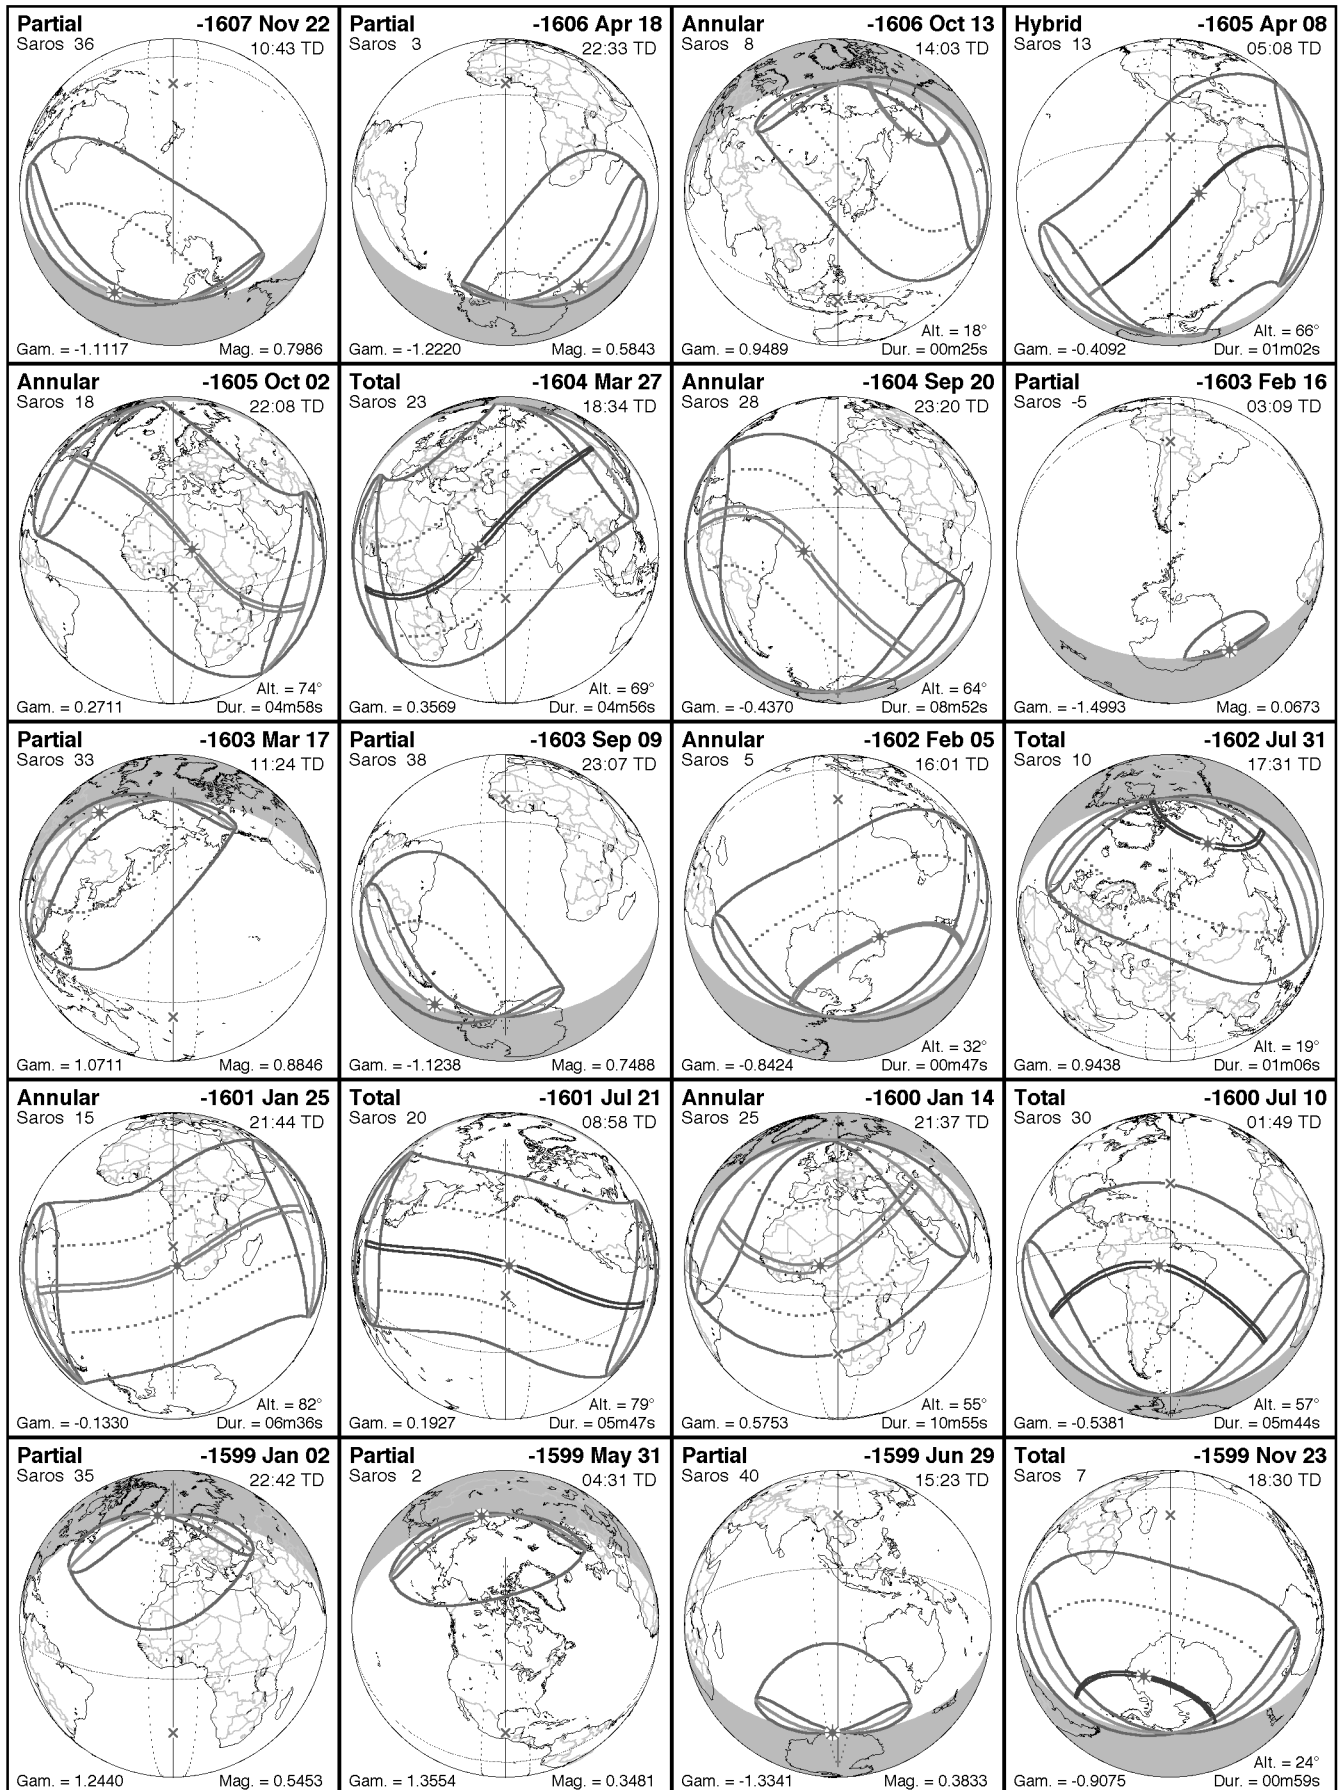 Partial -1607 Nov 22
Saros 36 10:43 TD
Gam. = -1.1117 Mag. = 0.7986
Partial -1606 Apr 18
Saros 3 22:33 TD
Gam. = -1.2220 Mag. = 0.5843
Annular -1606 Oct 13
Saros 8 14:03 TD
Alt. = 18°
Gam. = 0.9489 Dur. = 00m25s
Hybrid -1605 Apr 08
Saros 13 05:08 TD
Alt. = 66°
Gam. = -0.4092 Dur. = 01m02s
Annular -1605 Oct 02
Saros 18 22:08 TD
Alt. = 74°
Gam. = 0.2711 Dur. = 04m58s
Total -1604 Mar 27
Saros 23 18:34 TD
Alt. = 69°
Gam. = 0.3569 Dur. = 04m56s
Annular -1604 Sep 20
Saros 28 23:20 TD
Alt. = 64°
Gam. = -0.4370 Dur. = 08m52s
Partial -1603 Feb 16
Saros -5 03:09 TD
Gam. = -1.4993 Mag. = 0.0673
Partial -1603 Mar 17
Saros 33 11:24 TD
Gam. = 1.0711 Mag. = 0.8846
Partial -1603 Sep 09
Saros 38 23:07 TD
Gam. = -1.1238 Mag. = 0.7488
Annular -1602 Feb 05
Saros 5 16:01 TD
Alt. = 32°
Gam. = -0.8424 Dur. = 00m47s
Total -1602 Jul 31
Saros 10 17:31 TD
Alt. = 19°
Gam. = 0.9438 Dur. = 01m06s
Annular -1601 Jan 25
Saros 15 21:44 TD
Alt. = 82°
Gam. = -0.1330 Dur. = 06m36s
Total -1601 Jul 21
Saros 20 08:58 TD
Alt. = 79°
Gam. = 0.1927 Dur. = 05m47s
Annular -1600 Jan 14
Saros 25 21:37 TD
Alt. = 55°
Gam. = 0.5753 Dur. = 10m55s
Total -1600 Jul 10
Saros 30 01:49 TD
Alt. = 57°
Gam. = -0.5381 Dur. = 05m44s
Partial -1599 Jan 02
Saros 35 22:42 TD
Gam. = 1.2440 Mag. = 0.5453
Partial -1599 May 31
Saros 2 04:31 TD
Gam. = 1.3554 Mag. = 0.3481
Partial -1599 Jun 29
Saros 40 15:23 TD
Gam. = -1.3341 Mag. = 0.3833
Total -1599 Nov 23
Saros 7 18:30 TD
Alt. = 24°
Gam. = -0.9075 Dur. = 00m59s